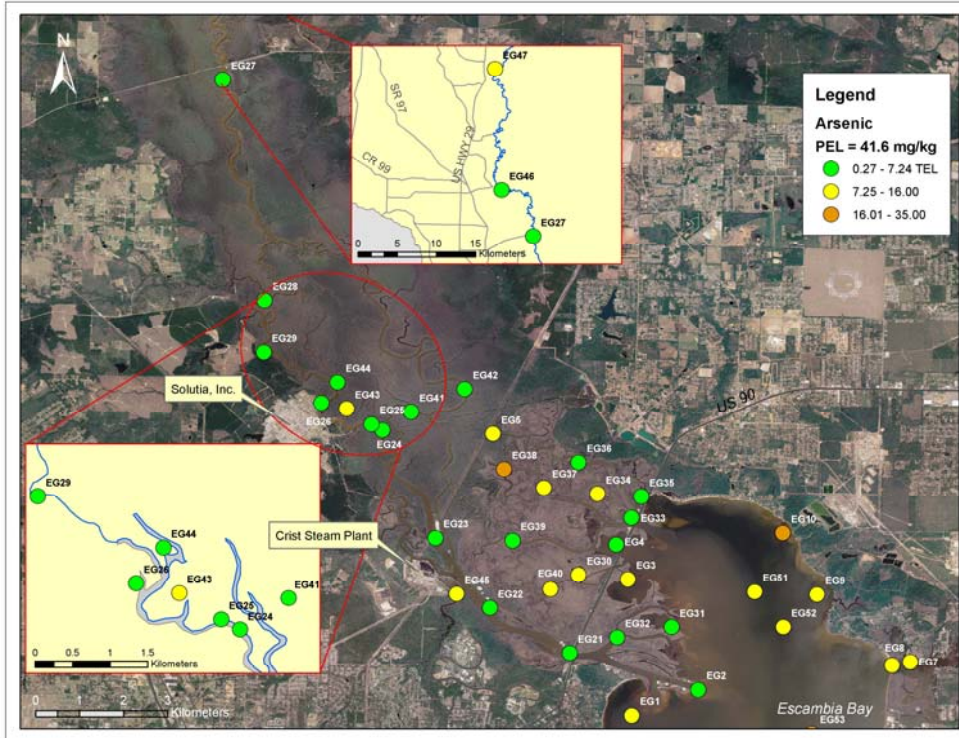 N
EG27
EG47
SR 97
US HWY 29
CR 99
EG46
EG27
0 5 10 15
Kilometers
Legend
Arsenic
PEL = 41.6 mg/kg
0.27 - 7.24 TEL
7.25 - 16.00
16.01 - 35.00
EG28
EG29
EG44
EG43
EG42
EG41
EG25
EG26
EG24
Solutia, Inc.
US 90
EG5
EG38
EG36
EG37
EG34
EG35
EG33
EG10
EG29
EG44
EG26
EG43
EG41
EG25
EG24
0 0.5 1 1.5
Kilometers
Crist Steam Plant
EG23
EG39
EG4
EG30
EG3
EG40
EG45
EG22
EG51
EG9
EG52
EG31
EG32
EG21
EG8
EG7
EG2
EG1
Escambia Bay
EG53
0 1 2 3 4
Kilometers